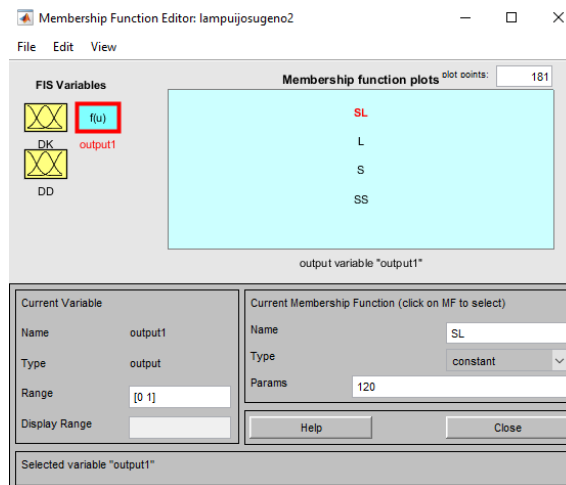 Membership Function Editor: lampuijosugeno2
File Edit View
FIS Variables
f(u)
DK output1
DD
Membership function plots plot points: 181
SL
L
S
SS
output variable "output1"
Current Variable
Name output1
Type output
Range [0 1]
Display Range
Current Membership Function (click on MF to select)
Name SL
Type constant
Params 120
Help Close
Selected variable "output1"